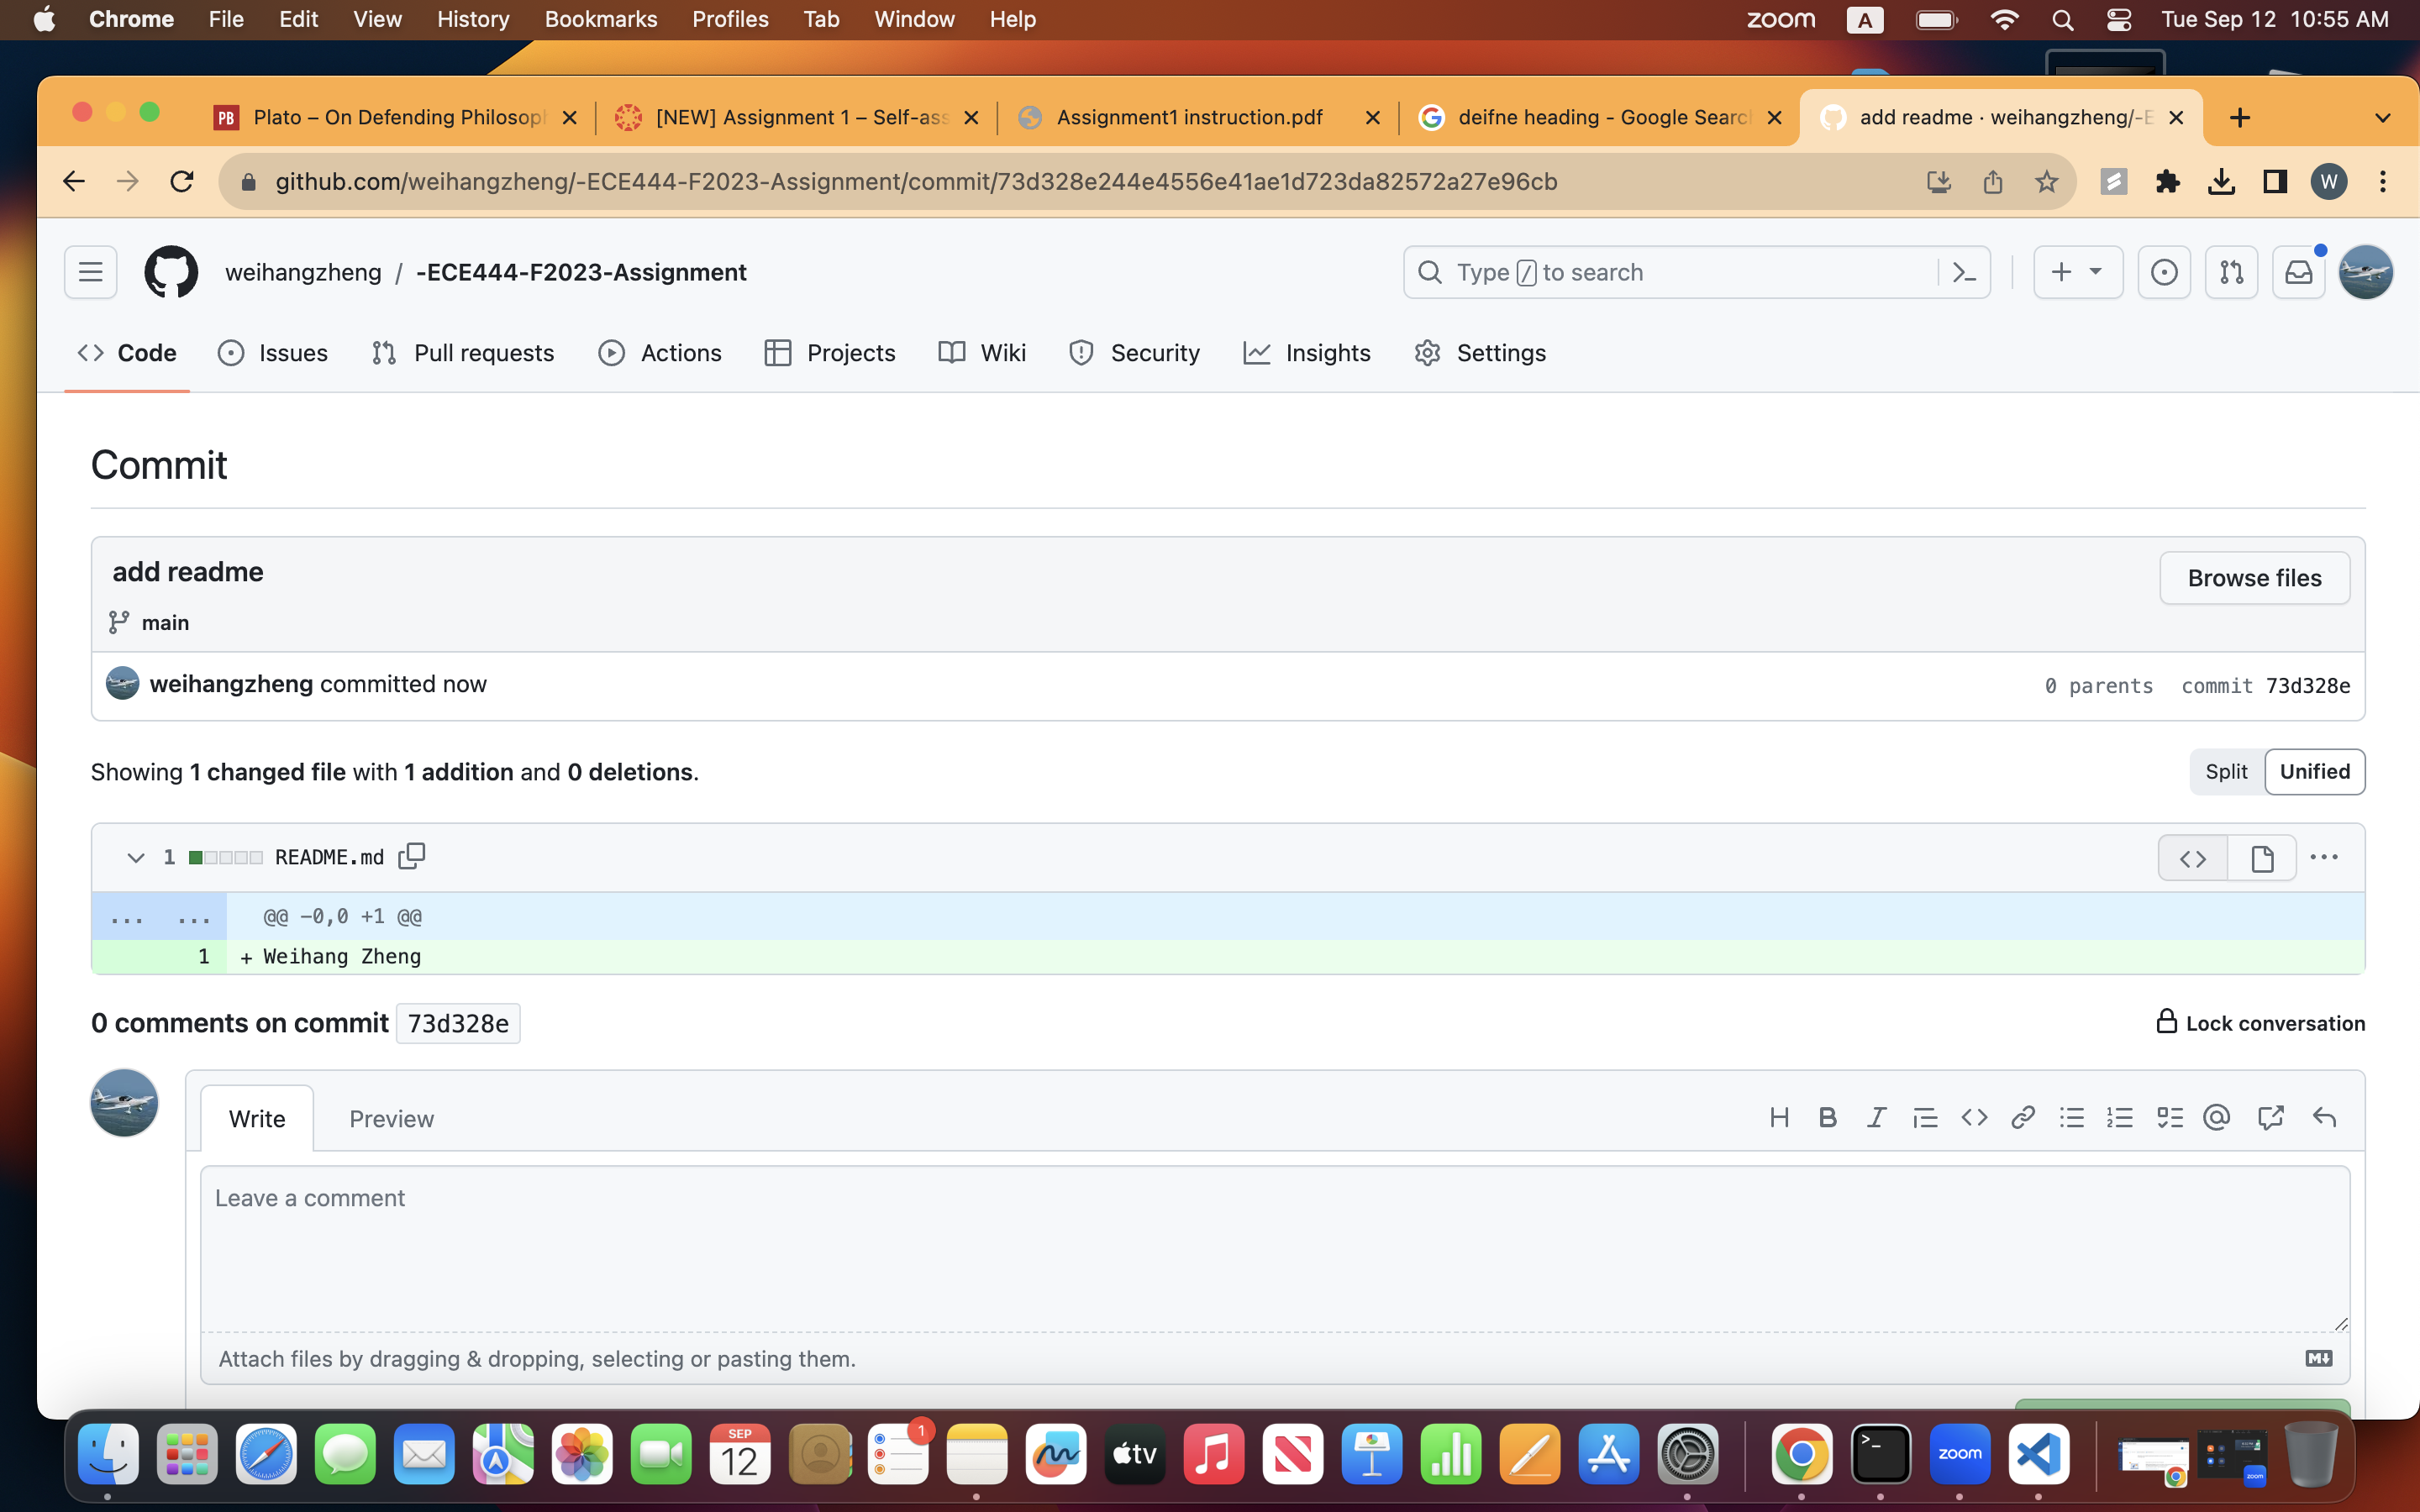 Chrome File Edit View History Bookmarks Profiles Tab Window Help zoom A Tue Sep 12 10:55 AM
PB Plato – On Defending Philosop [NEW] Assignment 1 – Self-ass Assignment1 instruction.pdf deifne heading - Google Search add readme · weihangzheng/-E
github.com/weihangzheng/-ECE444-F2023-Assignment/commit/73d328e244e4556e41ae1d723da82572a27e96cb W
weihangzheng / -ECE444-F2023-Assignment Type / to search
Code Issues Pull requests Actions Projects Wiki Security Insights Settings
Commit
add readme Browse files
main
weihangzheng committed now 0 parents commit 73d328e
Showing 1 changed file with 1 addition and 0 deletions. Split Unified
1 README.md
... ... @@ -0,0 +1 @@
1 + Weihang Zheng
0 comments on commit 73d328e Lock conversation
Write Preview
Leave a comment
Attach files by dragging & dropping, selecting or pasting them.
SEP
12
1
tv
zoom
zoom